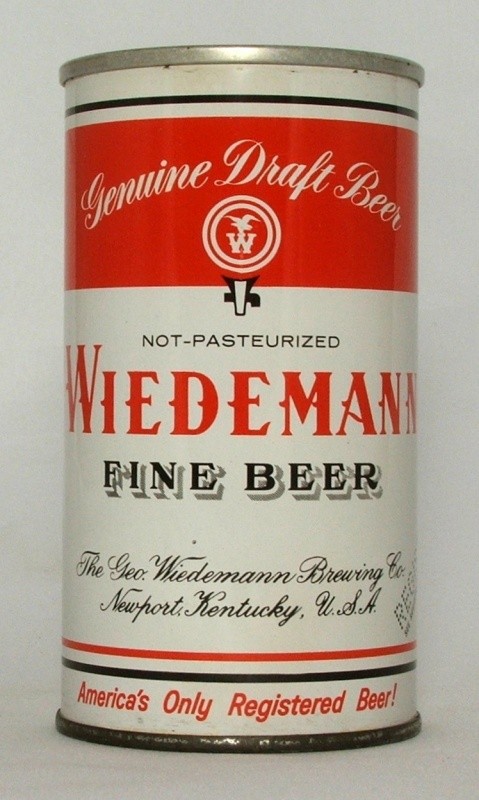 Genuine Draft Beer
W
NOT-PASTEURIZED
WIEDEMANN
FINE BEER
The Geo. Wiedemann Brewing Co.
Newport, Kentucky, U.S.A.
America's Only Registered Beer!